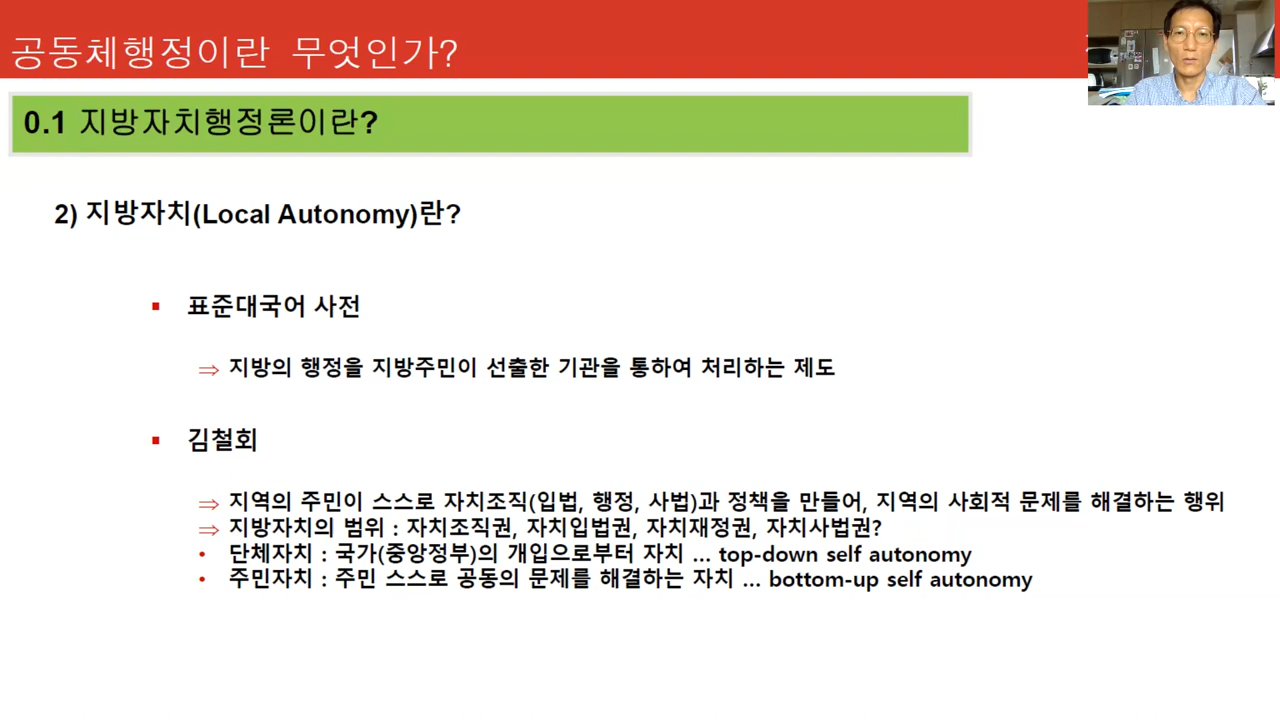 공동체행정이란 무엇인가?
0.1 지방자치행정론이란?
2) 지방자치(Local Autonomy)란?
▪ 표준대국어 사전
⇒ 지방의 행정을 지방주민이 선출한 기관을 통하여 처리하는 제도
▪ 김철회
⇒ 지역의 주민이 스스로 자치조직(입법, 행정, 사법)과 정책을 만들어, 지역의 사회적 문제를 해결하는 행위
⇒ 지방자치의 범위 : 자치조직권, 자치입법권, 자치재정권, 자치사법권?
• 단체자치 : 국가(중앙정부)의 개입으로부터 자치 ... top-down self autonomy
• 주민자치 : 주민 스스로 공동의 문제를 해결하는 자치 ... bottom-up self autonomy